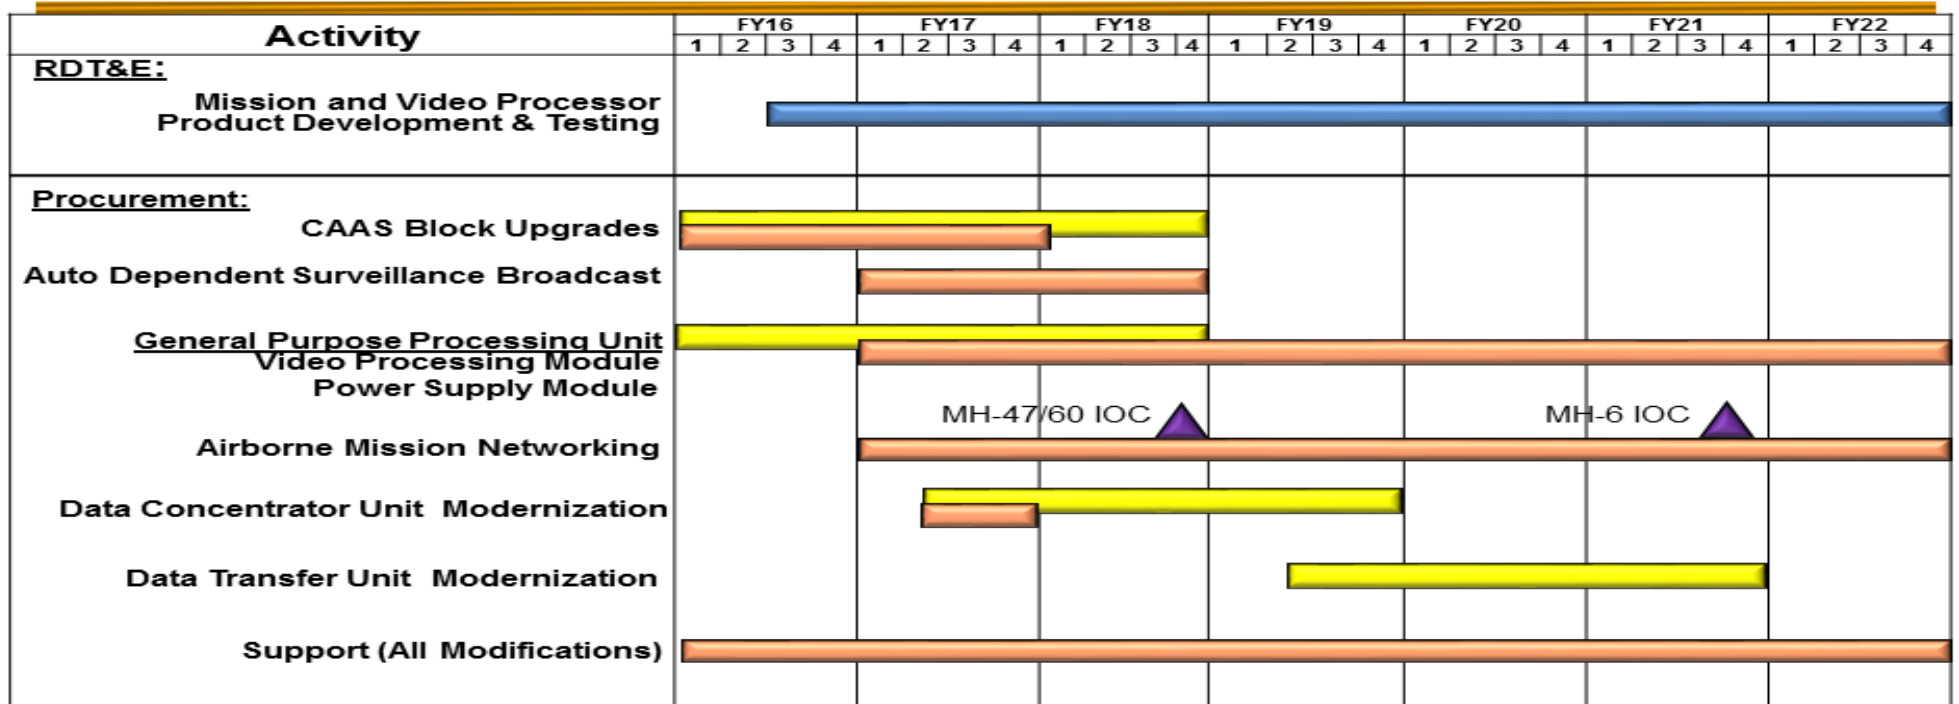 Activity
FY16 FY17 FY18 FY19 FY20 FY21 FY22
1 2 3 4 1 2 3 4 1 2 3 4 1 2 3 4 1 2 3 4 1 2 3 4 1 2 3 4
RDT&E:
Mission and Video Processor
Product Development & Testing
Procurement:
CAAS Block Upgrades
Auto Dependent Surveillance Broadcast
General Purpose Processing Unit
Video Processing Module
Power Supply Module
MH-47/60 IOC MH-6 IOC
Airborne Mission Networking
Data Concentrator Unit Modernization
Data Transfer Unit Modernization
Support (All Modifications)